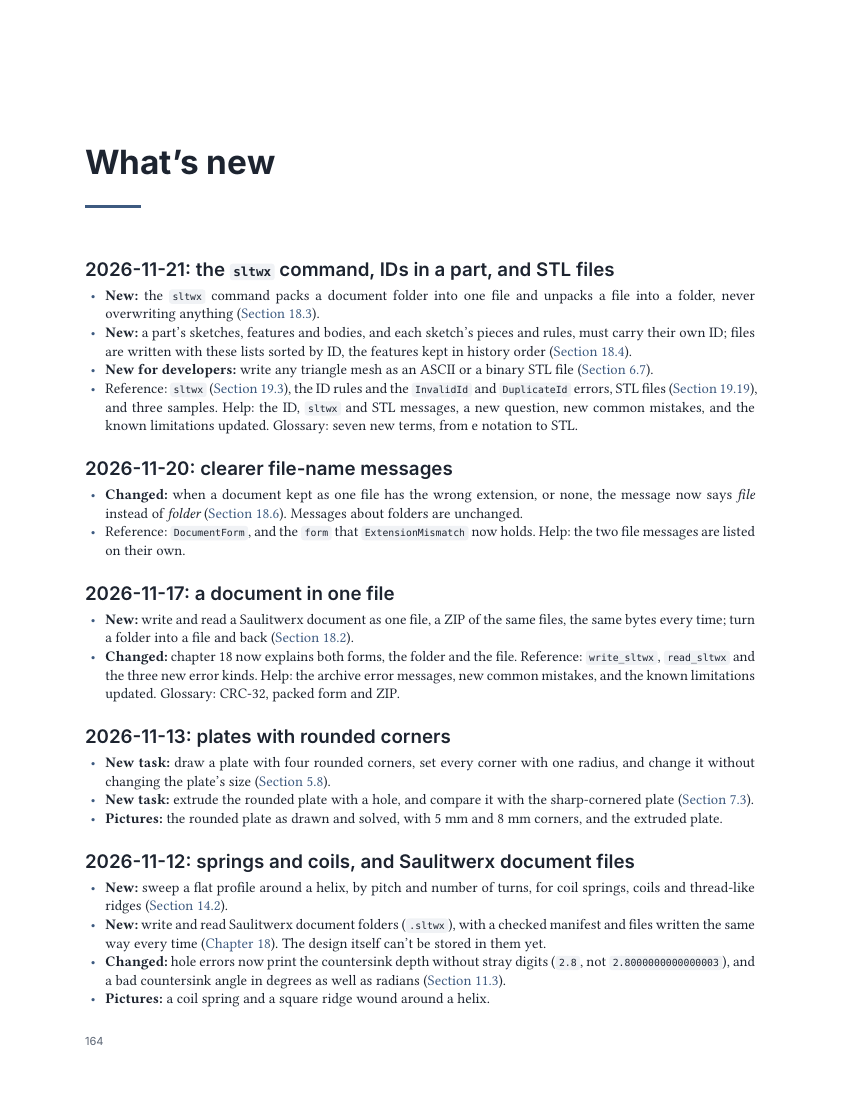 What’s new
2026-11-21: the sltwx command, IDs in a part, and STL files
• New: the sltwx command packs a document folder into one file and unpacks a file into a folder, never
overwriting anything (Section 18.3).
• New: a part’s sketches, features and bodies, and each sketch’s pieces and rules, must carry their own ID; files
are written with these lists sorted by ID, the features kept in history order (Section 18.4).
• New for developers: write any triangle mesh as an ASCII or a binary STL file (Section 6.7).
• Reference: sltwx (Section 19.3), the ID rules and the InvalidId and DuplicateId errors, STL files (Section 19.19),
and three samples. Help: the ID, sltwx and STL messages, a new question, new common mistakes, and the
known limitations updated. Glossary: seven new terms, from e notation to STL.
2026-11-20: clearer file-name messages
• Changed: when a document kept as one file has the wrong extension, or none, the message now says file
instead of folder (Section 18.6). Messages about folders are unchanged.
• Reference: DocumentForm, and the form that ExtensionMismatch now holds. Help: the two file messages are listed
on their own.
2026-11-17: a document in one file
• New: write and read a Saulitwerx document as one file, a ZIP of the same files, the same bytes every time; turn
a folder into a file and back (Section 18.2).
• Changed: chapter 18 now explains both forms, the folder and the file. Reference: write_sltwx, read_sltwx and
the three new error kinds. Help: the archive error messages, new common mistakes, and the known limitations
updated. Glossary: CRC-32, packed form and ZIP.
2026-11-13: plates with rounded corners
• New task: draw a plate with four rounded corners, set every corner with one radius, and change it without
changing the plate’s size (Section 5.8).
• New task: extrude the rounded plate with a hole, and compare it with the sharp-cornered plate (Section 7.3).
• Pictures: the rounded plate as drawn and solved, with 5 mm and 8 mm corners, and the extruded plate.
2026-11-12: springs and coils, and Saulitwerx document files
• New: sweep a flat profile around a helix, by pitch and number of turns, for coil springs, coils and thread-like
ridges (Section 14.2).
• New: write and read Saulitwerx document folders (.sltwx), with a checked manifest and files written the same
way every time (Chapter 18). The design itself can’t be stored in them yet.
• Changed: hole errors now print the countersink depth without stray digits (2.8, not 2.8000000000000003), and
a bad countersink angle in degrees as well as radians (Section 11.3).
• Pictures: a coil spring and a square ridge wound around a helix.
164